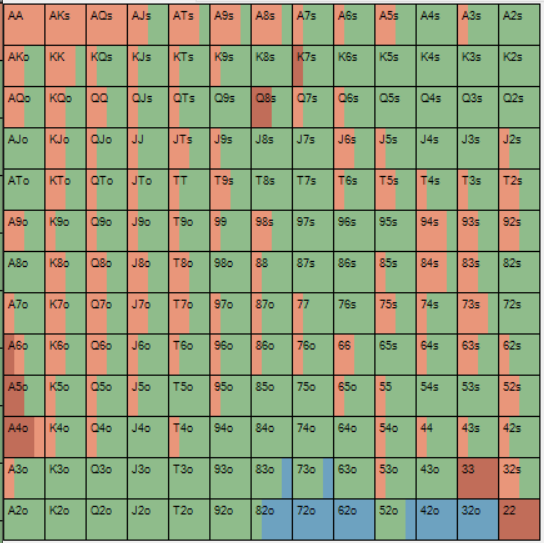 AA AKs AQs AJs ATs A9s A8s A7s A6s A5s A4s A3s A2s
AKo KK KQs KJs KTs K9s K8s K7s K6s K5s K4s K3s K2s
AQo KQo QQ QJs QTs Q9s Q8s Q7s Q6s Q5s Q4s Q3s Q2s
AJo KJo QJo JJ JTs J9s J8s J7s J6s J5s J4s J3s J2s
ATo KTo QTo JTo TT T9s T8s T7s T6s T5s T4s T3s T2s
A9o K9o Q9o J9o T9o 99 98s 97s 96s 95s 94s 93s 92s
A8o K8o Q8o J8o T8o 98o 88 87s 86s 85s 84s 83s 82s
A7o K7o Q7o J7o T7o 97o 87o 77 76s 75s 74s 73s 72s
A6o K6o Q6o J6o T6o 96o 86o 76o 66 65s 64s 63s 62s
A5o K5o Q5o J5o T5o 95o 85o 75o 65o 55 54s 53s 52s
A4o K4o Q4o J4o T4o 94o 84o 74o 64o 54o 44 43s 42s
A3o K3o Q3o J3o T3o 93o 83o 73o 63o 53o 43o 33 32s
A2o K2o Q2o J2o T2o 92o 82o 72o 62o 52o 42o 32o 22